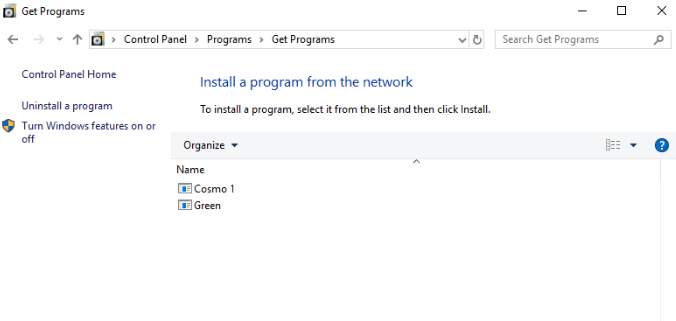 Get Programs
Control Panel > Programs > Get Programs
Search Get Programs
Control Panel Home
Uninstall a program
Turn Windows features on or
off
Install a program from the network
To install a program, select it from the list and then click Install.
Organize
Name
Cosmo 1
Green